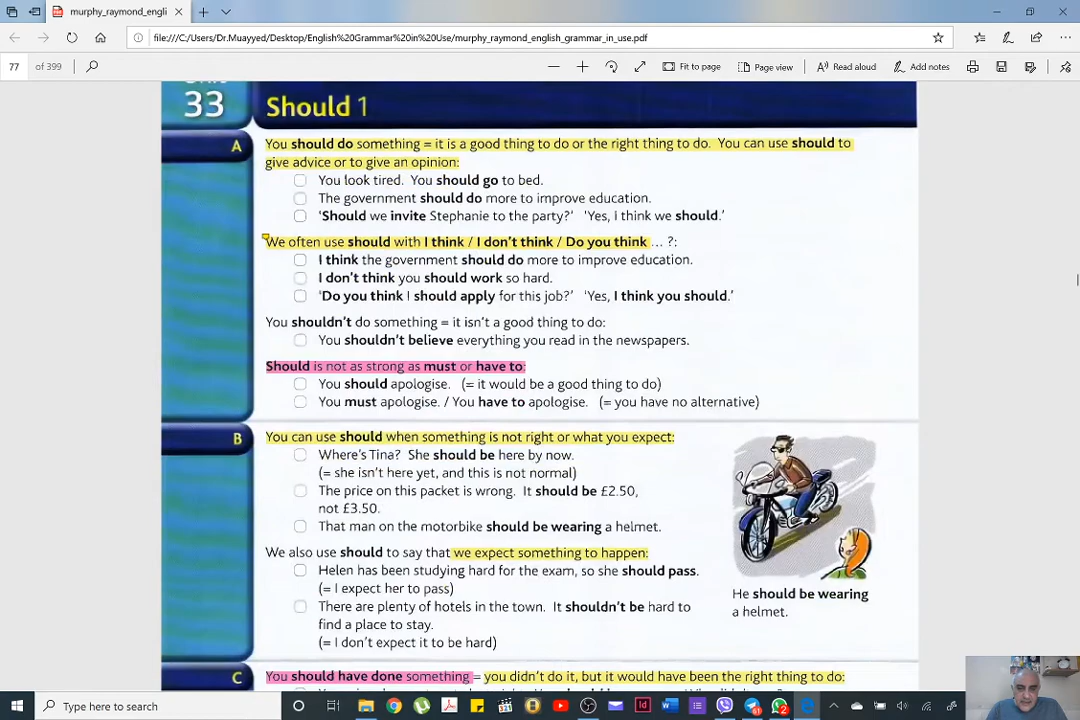 murphy_raymond_engli
file:///C:/Users/Dr.Muayyed/Desktop/English%20Grammar%20in%20Use/murphy_raymond_english_grammar_in_use.pdf
77 of 399
Fit to page
Page view
Read aloud
Add notes
33 Should 1
A
You should do something = it is a good thing to do or the right thing to do. You can use should to
give advice or to give an opinion:
You look tired. You should go to bed.
The government should do more to improve education.
'Should we invite Stephanie to the party?' 'Yes, I think we should.'
We often use should with I think / I don't think / Do you think ... ?:
I think the government should do more to improve education.
I don't think you should work so hard.
'Do you think I should apply for this job?' 'Yes, I think you should.'
You shouldn't do something = it isn't a good thing to do:
You shouldn't believe everything you read in the newspapers.
Should is not as strong as must or have to:
You should apologise. (= it would be a good thing to do)
You must apologise. / You have to apologise. (= you have no alternative)
B
You can use should when something is not right or what you expect:
Where's Tina? She should be here by now.
(= she isn't here yet, and this is not normal)
The price on this packet is wrong. It should be £2.50,
not £3.50.
That man on the motorbike should be wearing a helmet.
We also use should to say that we expect something to happen:
Helen has been studying hard for the exam, so she should pass.
(= I expect her to pass)
There are plenty of hotels in the town. It shouldn't be hard to
find a place to stay.
(= I don't expect it to be hard)
He should be wearing
a helmet.
C
You should have done something = you didn't do it, but it would have been the right thing to do:
Type here to search